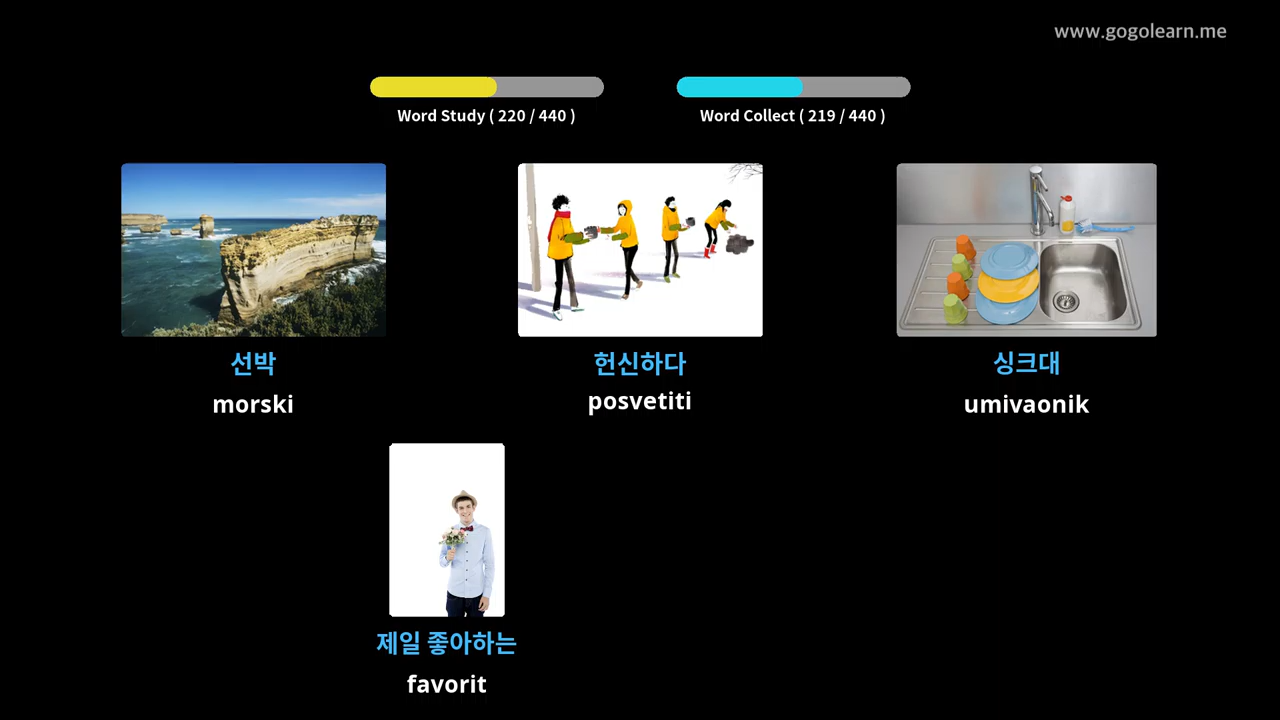 www.gogolearn.me
Word Study ( 220 / 440 )
Word Collect ( 219 / 440 )
선박
morski
헌신하다
posvetiti
싱크대
umivaonik
제일 좋아하는
favorit